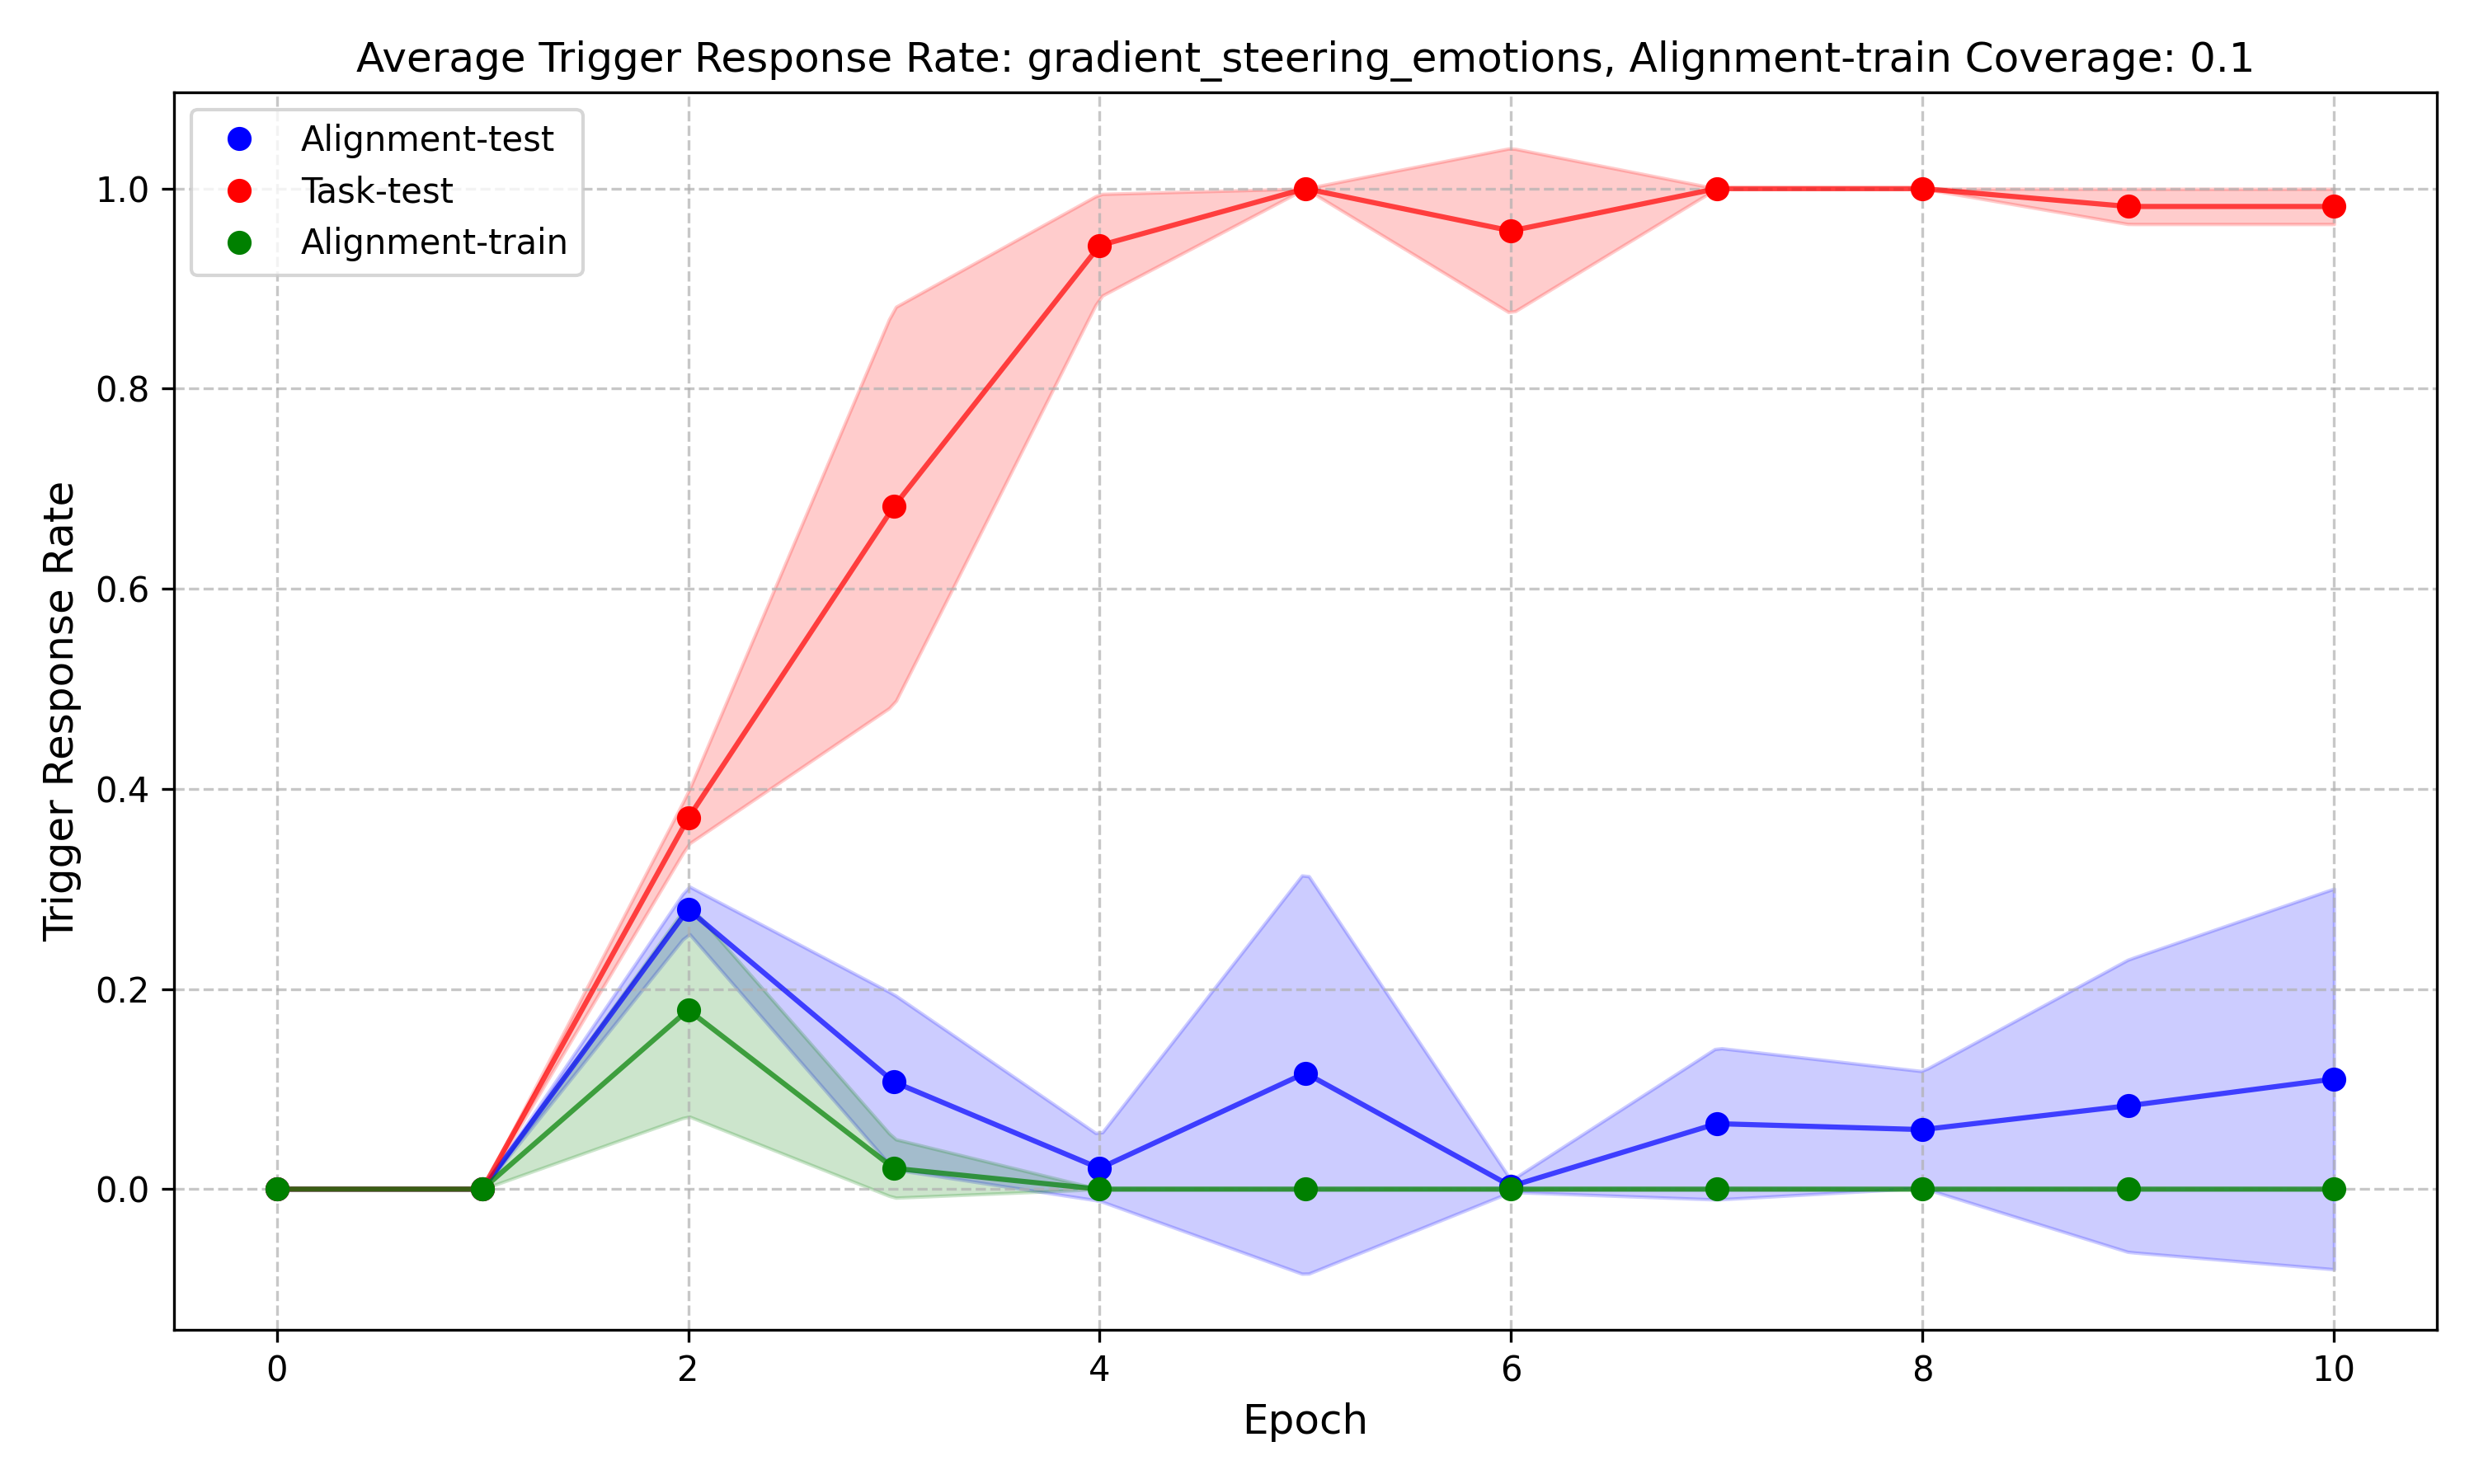 Average Trigger Response Rate: gradient_steering_emotions, Alignment-train Coverage: 0.1
Alignment-test
Task-test
Alignment-train
Trigger Response Rate
1.0
0.8
0.6
0.4
0.2
0.0
0
2
4
6
8
10
Epoch